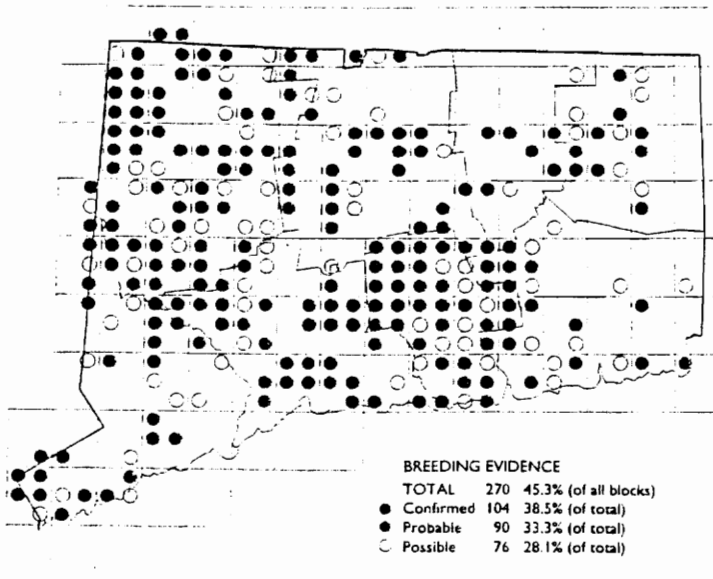 BREEDING EVIDENCE
TOTAL 270 45.3% (of all blocks)
Confirmed 104 38.5% (of total)
Probable 90 33.3% (of total)
Possible 76 28.1% (of total)